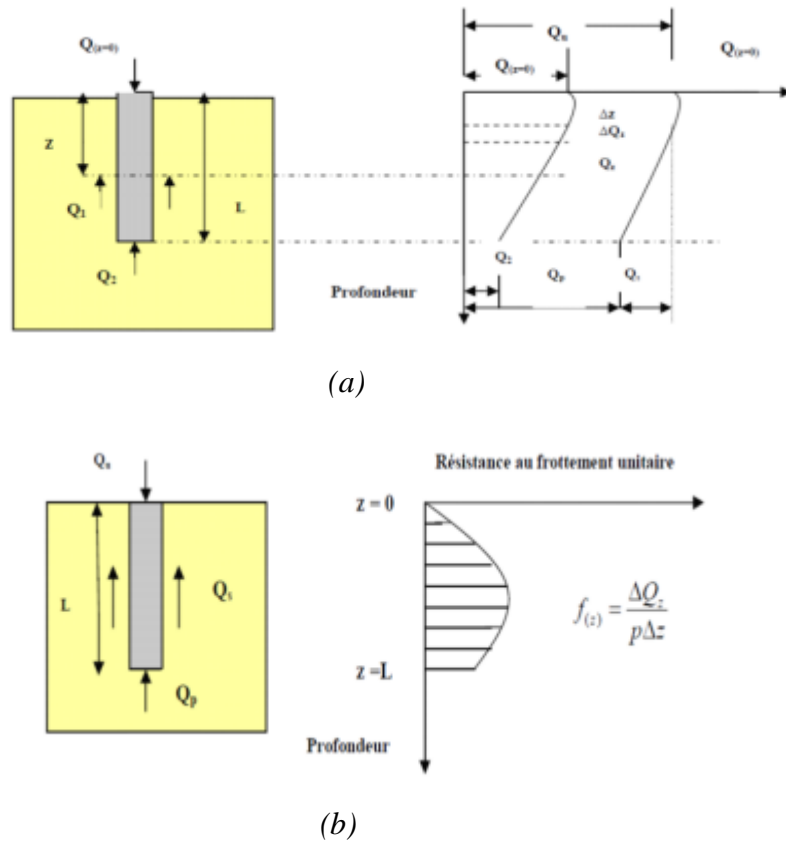 Q(z=0)
Z
Q1
L
Q2
Qu
Q(z=0)
Q(z=0)
Δz
ΔQz
Qz
Q2
Qp
Qs
Profondeur
(a)
Qu
L
Qs
Qp
Résistance au frottement unitaire
z = 0
f(z) = ΔQz / pΔz
z =L
Profondeur
(b)